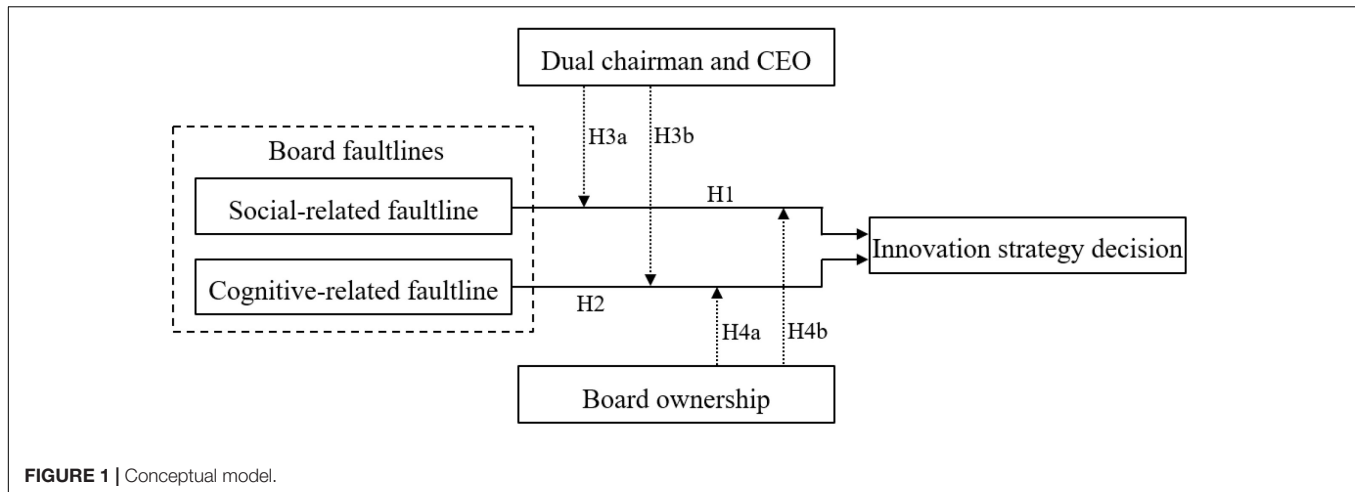 Dual chairman and CEO
H3a
H3b
Board faultlines
Social-related faultline
H1
Innovation strategy decision
Cognitive-related faultline
H2
H4a
H4b
Board ownership
FIGURE 1 | Conceptual model.